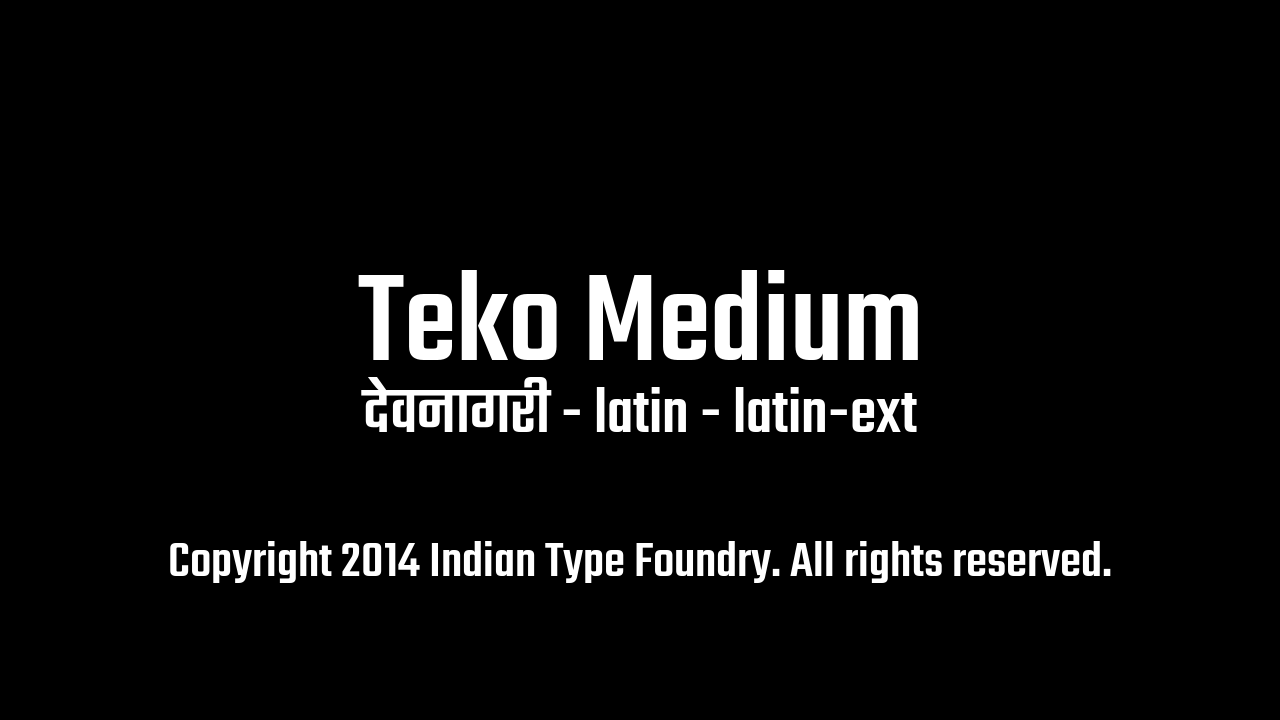 Teko Medium
देवनागरी - latin - latin-ext
Copyright 2014 Indian Type Foundry. All rights reserved.